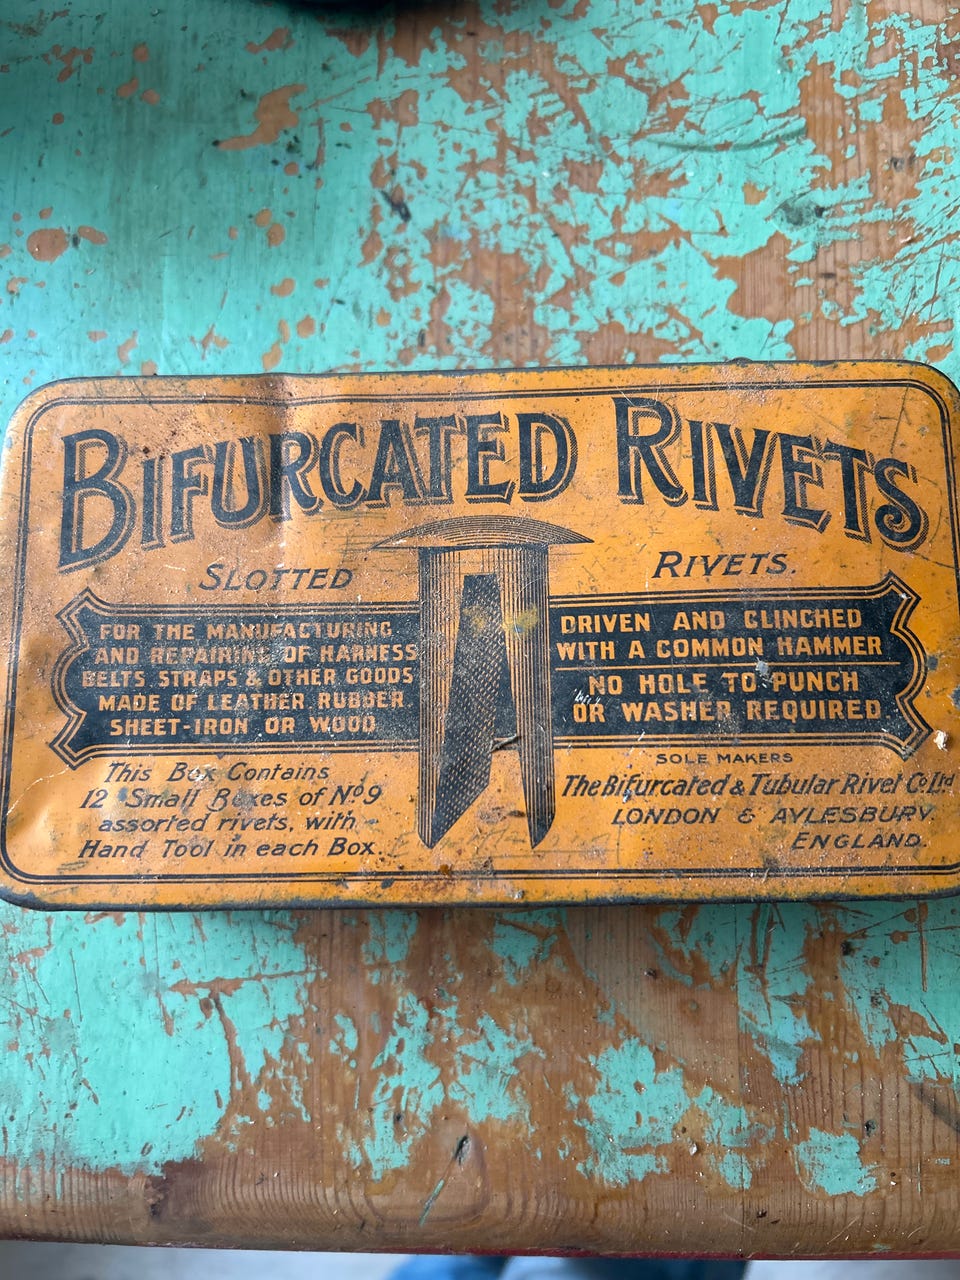 BIFURCATED RIVETS
SLOTTED RIVETS.
FOR THE MANUFACTURING
AND REPAIRING OF HARNESS
BELTS STRAPS & OTHER GOODS
MADE OF LEATHER RUBBER,
SHEET-IRON OR WOOD
DRIVEN AND CLINCHED
WITH A COMMON HAMMER
NO HOLE TO PUNCH
OR WASHER REQUIRED
This Box Contains
12 Small Boxes of No 9
assorted rivets, with
Hand Tool in each Box.
SOLE MAKERS
The Bifurcated & Tubular Rivet Co. Ltd
LONDON & AYLESBURY.
ENGLAND.